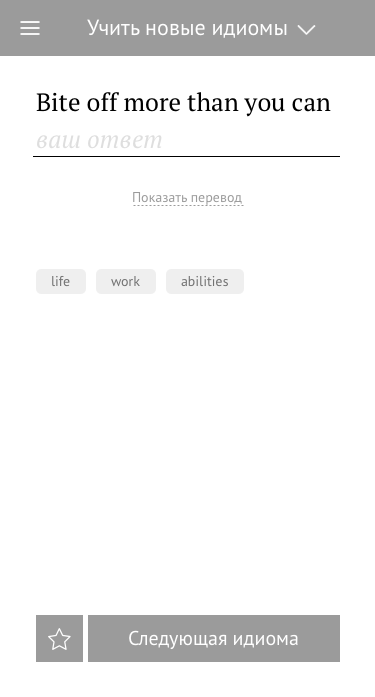 Учить новые идиомы
Bite off more than you can
ваш ответ
Показать перевод
life work abilities
Следующая идиома